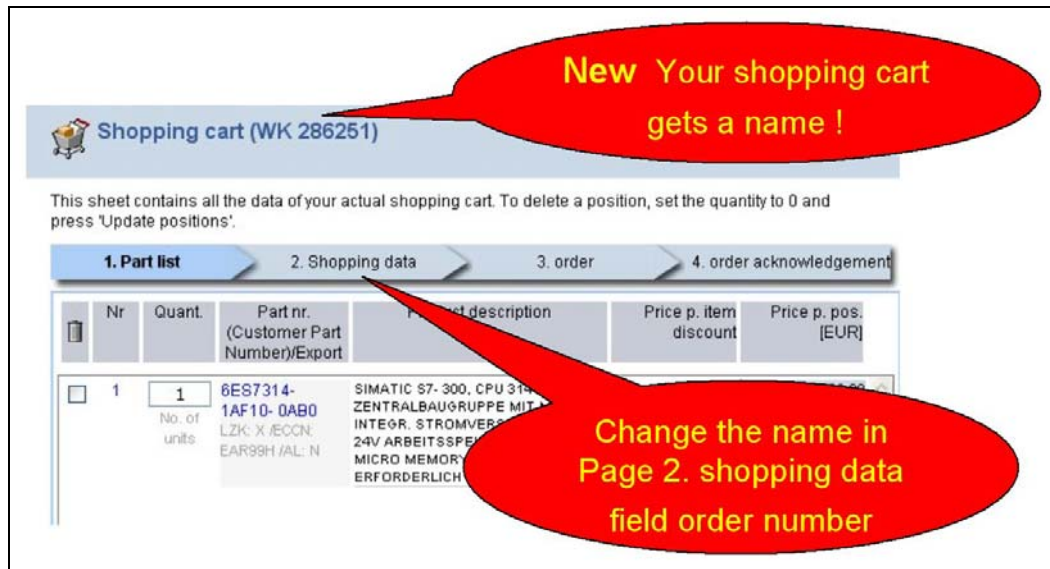 New Your shopping cart
gets a name !
Shopping cart (WK 286251)
This sheet contains all the data of your actual shopping cart. To delete a position, set the quantity to 0 and
press 'Update positions'.
1. Part list 2. Shopping data 3. order 4. order acknowledgement
Nr Quant. Part nr. description Price p. item Price p. pos.
(Customer Part discount [EUR]
Number)/Export
1 1 6ES7314- SIMATIC S7- 300, CPU 314
No. of 1AF10- 0AB0 ZENTRALBAUGRUPPE MIT
units LZK: X /ECCN: INTEGR.
EAR99H /AL: N 24V
MICRO
ERFORDERLICH
Change the name in
Page 2. shopping data
field order number